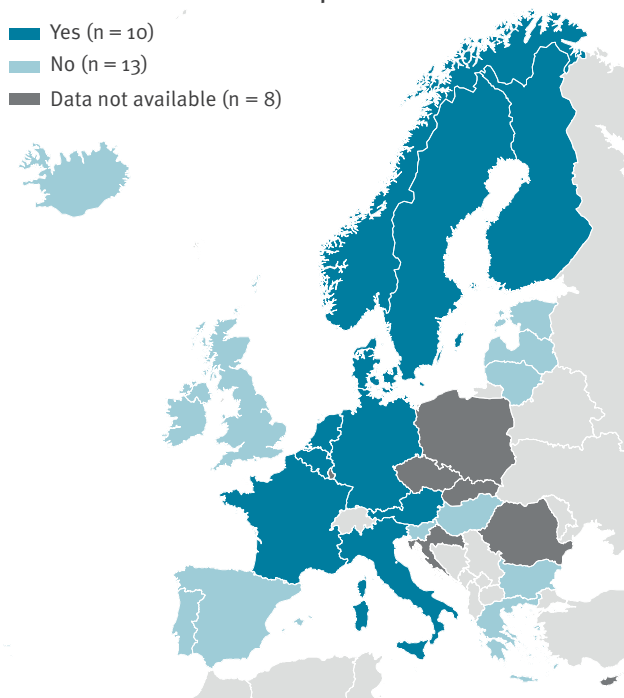 Yes (n = 10)
No (n = 13)
Data not available (n = 8)